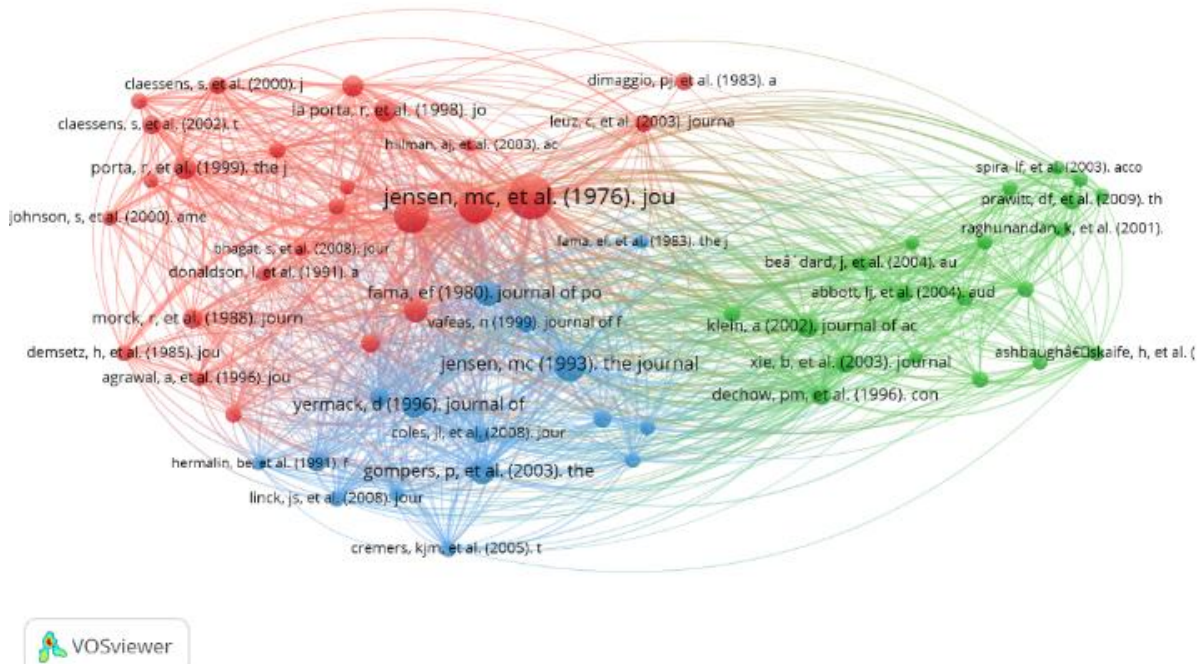 claessens, s, et al. (2000). j
dimaggio, pj, et al. (1983). a
la porta, r, et al. (1998). jo
claessens, s, et al. (2002). t
leuz, c, et al. (2003). journa
hillman, aj, et al. (2003). ac
porta, r, et al. (1999). the j
spira, lf, et al. (2003). acco
jensen, mc, et al. (1976). jou
prawitt, df, et al. (2009). th
johnson, s, et al. (2000). ame
raghunandan, k, et al. (2001).
fama, ef, et al. (1983). the j
bhagat, s, et al. (2008). jour
beâ´dard, j, et al. (2004). au
donaldson, l, et al. (1991). a
fama, ef (1980). journal of po
abbott, lj, et al. (2004). aud
morck, r, et al. (1988). journ
vafeas, n (1999). journal of f
klein, a (2002). journal of ac
demsetz, h, et al. (1985). jou
jensen, mc (1993). the journal
xie, b, et al. (2003). journal
ashbaughâ€skaife, h, et al. (
agrawal, a, et al. (1996). jou
dechow, pm, et al. (1996). con
yermack, d (1996). journal of
coles, jl, et al. (2008). jour
hermalin, be, et al. (1991). f
gompers, p, et al. (2003). the
linck, js, et al. (2008). jour
cremers, kjm, et al. (2005). t
VOSviewer